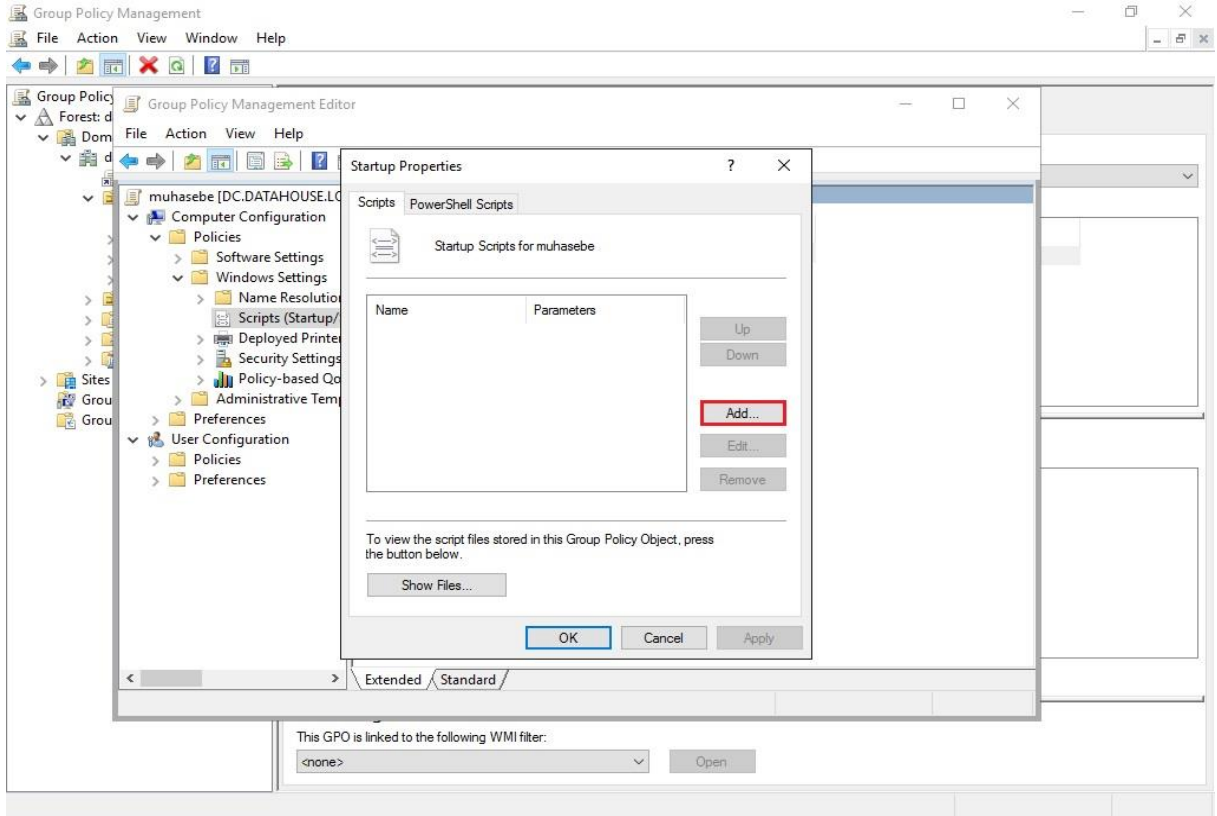 Group Policy Management
File Action View Window Help
Group Policy
Forest: d
Dom
d
Sites
Grou
Grou
Group Policy Management Editor
File Action View Help
muhasebe [DC.DATAHOUSE.LC
Computer Configuration
Policies
Software Settings
Windows Settings
Name Resolution
Scripts (Startup/
Deployed Printe
Security Settings
Policy-based Qo
Administrative Temp
Preferences
User Configuration
Policies
Preferences
Startup Properties
Scripts PowerShell Scripts
Startup Scripts for muhasebe
Name Parameters
Up
Down
Add...
Edit...
Remove
To view the script files stored in this Group Policy Object, press
the button below.
Show Files...
OK Cancel Apply
Extended Standard
This GPO is linked to the following WMI filter:
<none> Open